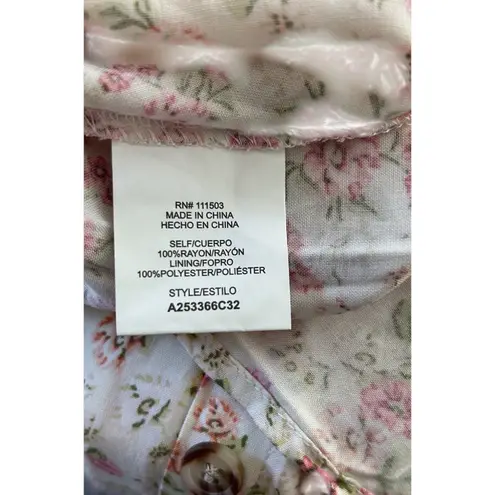 RN# 111503
MADE IN CHINA
HECHO EN CHINA
SELF/CUERPO
100%RAYON/RAYÓN
LINING/FOPRO
100%POLYESTER/POLIÉSTER
STYLE/ESTILO
A253366C32